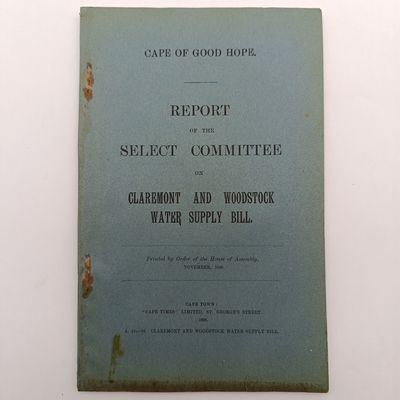 CAPE OF GOOD HOPE.
REPORT
OF THE
SELECT COMMITTEE
ON
CLAREMONT AND WOODSTOCK
WATER SUPPLY BILL.
Printed by Order of the House of Assembly,
NOVEMBER,
CAPE TOWN:
"CAPE TIMES" LIMITED, ST. GEORGE'S STREET.
CLAREMONT AND WOODSTOCK WATER SUPPLY BILL.